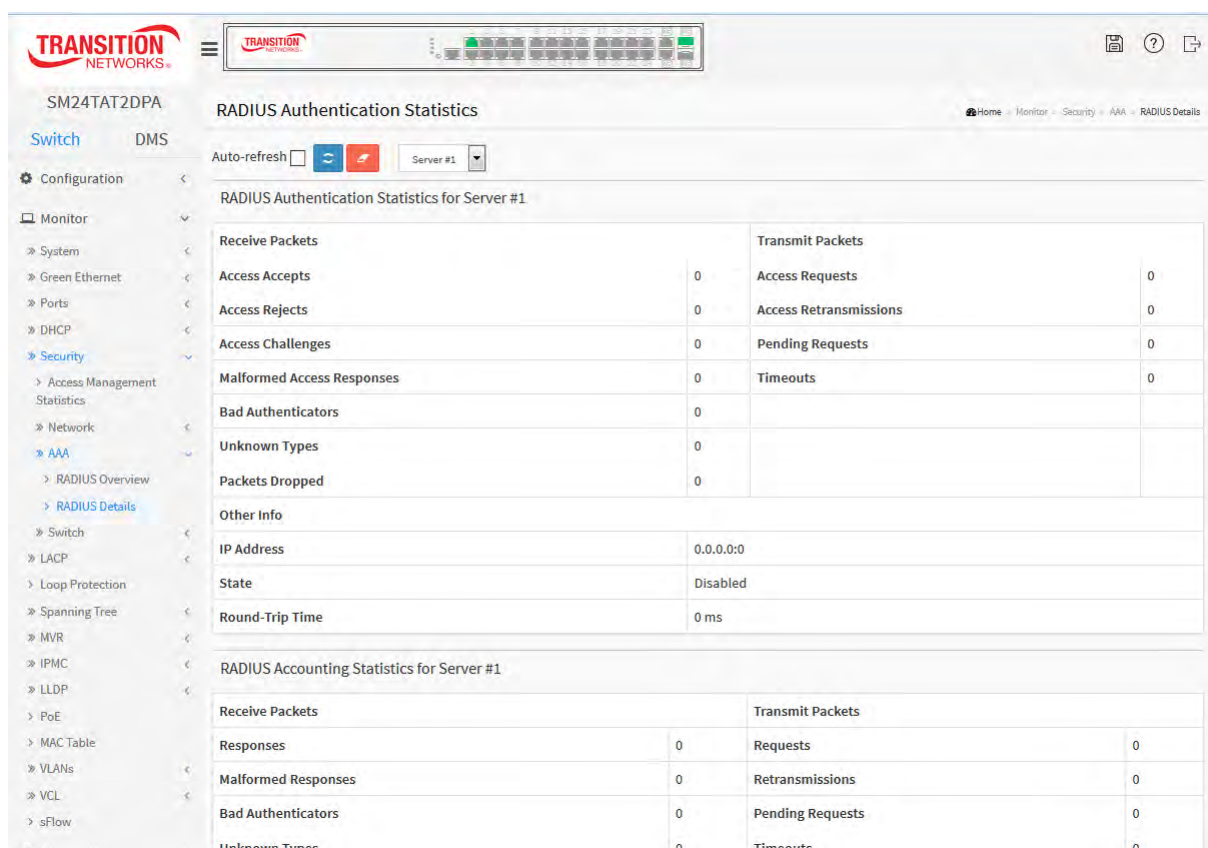 TRANSITION
NETWORKS®
TRANSITION
NETWORKS
SM24TAT2DPA
Switch DMS
Configuration
Monitor
System
Green Ethernet
Ports
DHCP
Security
Access Management
Statistics
Network
AAA
RADIUS Overview
RADIUS Details
Switch
LACP
Loop Protection
Spanning Tree
MVR
IPMC
LLDP
PoE
MAC Table
VLANs
VCL
sFlow
RADIUS Authentication Statistics
Home Monitor Security AAA RADIUS Details
Auto-refresh Server #1
RADIUS Authentication Statistics for Server #1
Receive Packets Transmit Packets
Access Accepts 0 Access Requests 0
Access Rejects 0 Access Retransmissions 0
Access Challenges 0 Pending Requests 0
Malformed Access Responses 0 Timeouts 0
Bad Authenticators 0
Unknown Types 0
Packets Dropped 0
Other Info
IP Address 0.0.0.0:0
State Disabled
Round-Trip Time 0 ms
RADIUS Accounting Statistics for Server #1
Receive Packets Transmit Packets
Responses 0 Requests 0
Malformed Responses 0 Retransmissions 0
Bad Authenticators 0 Pending Requests 0
Unknown Types 0 Timeouts 0